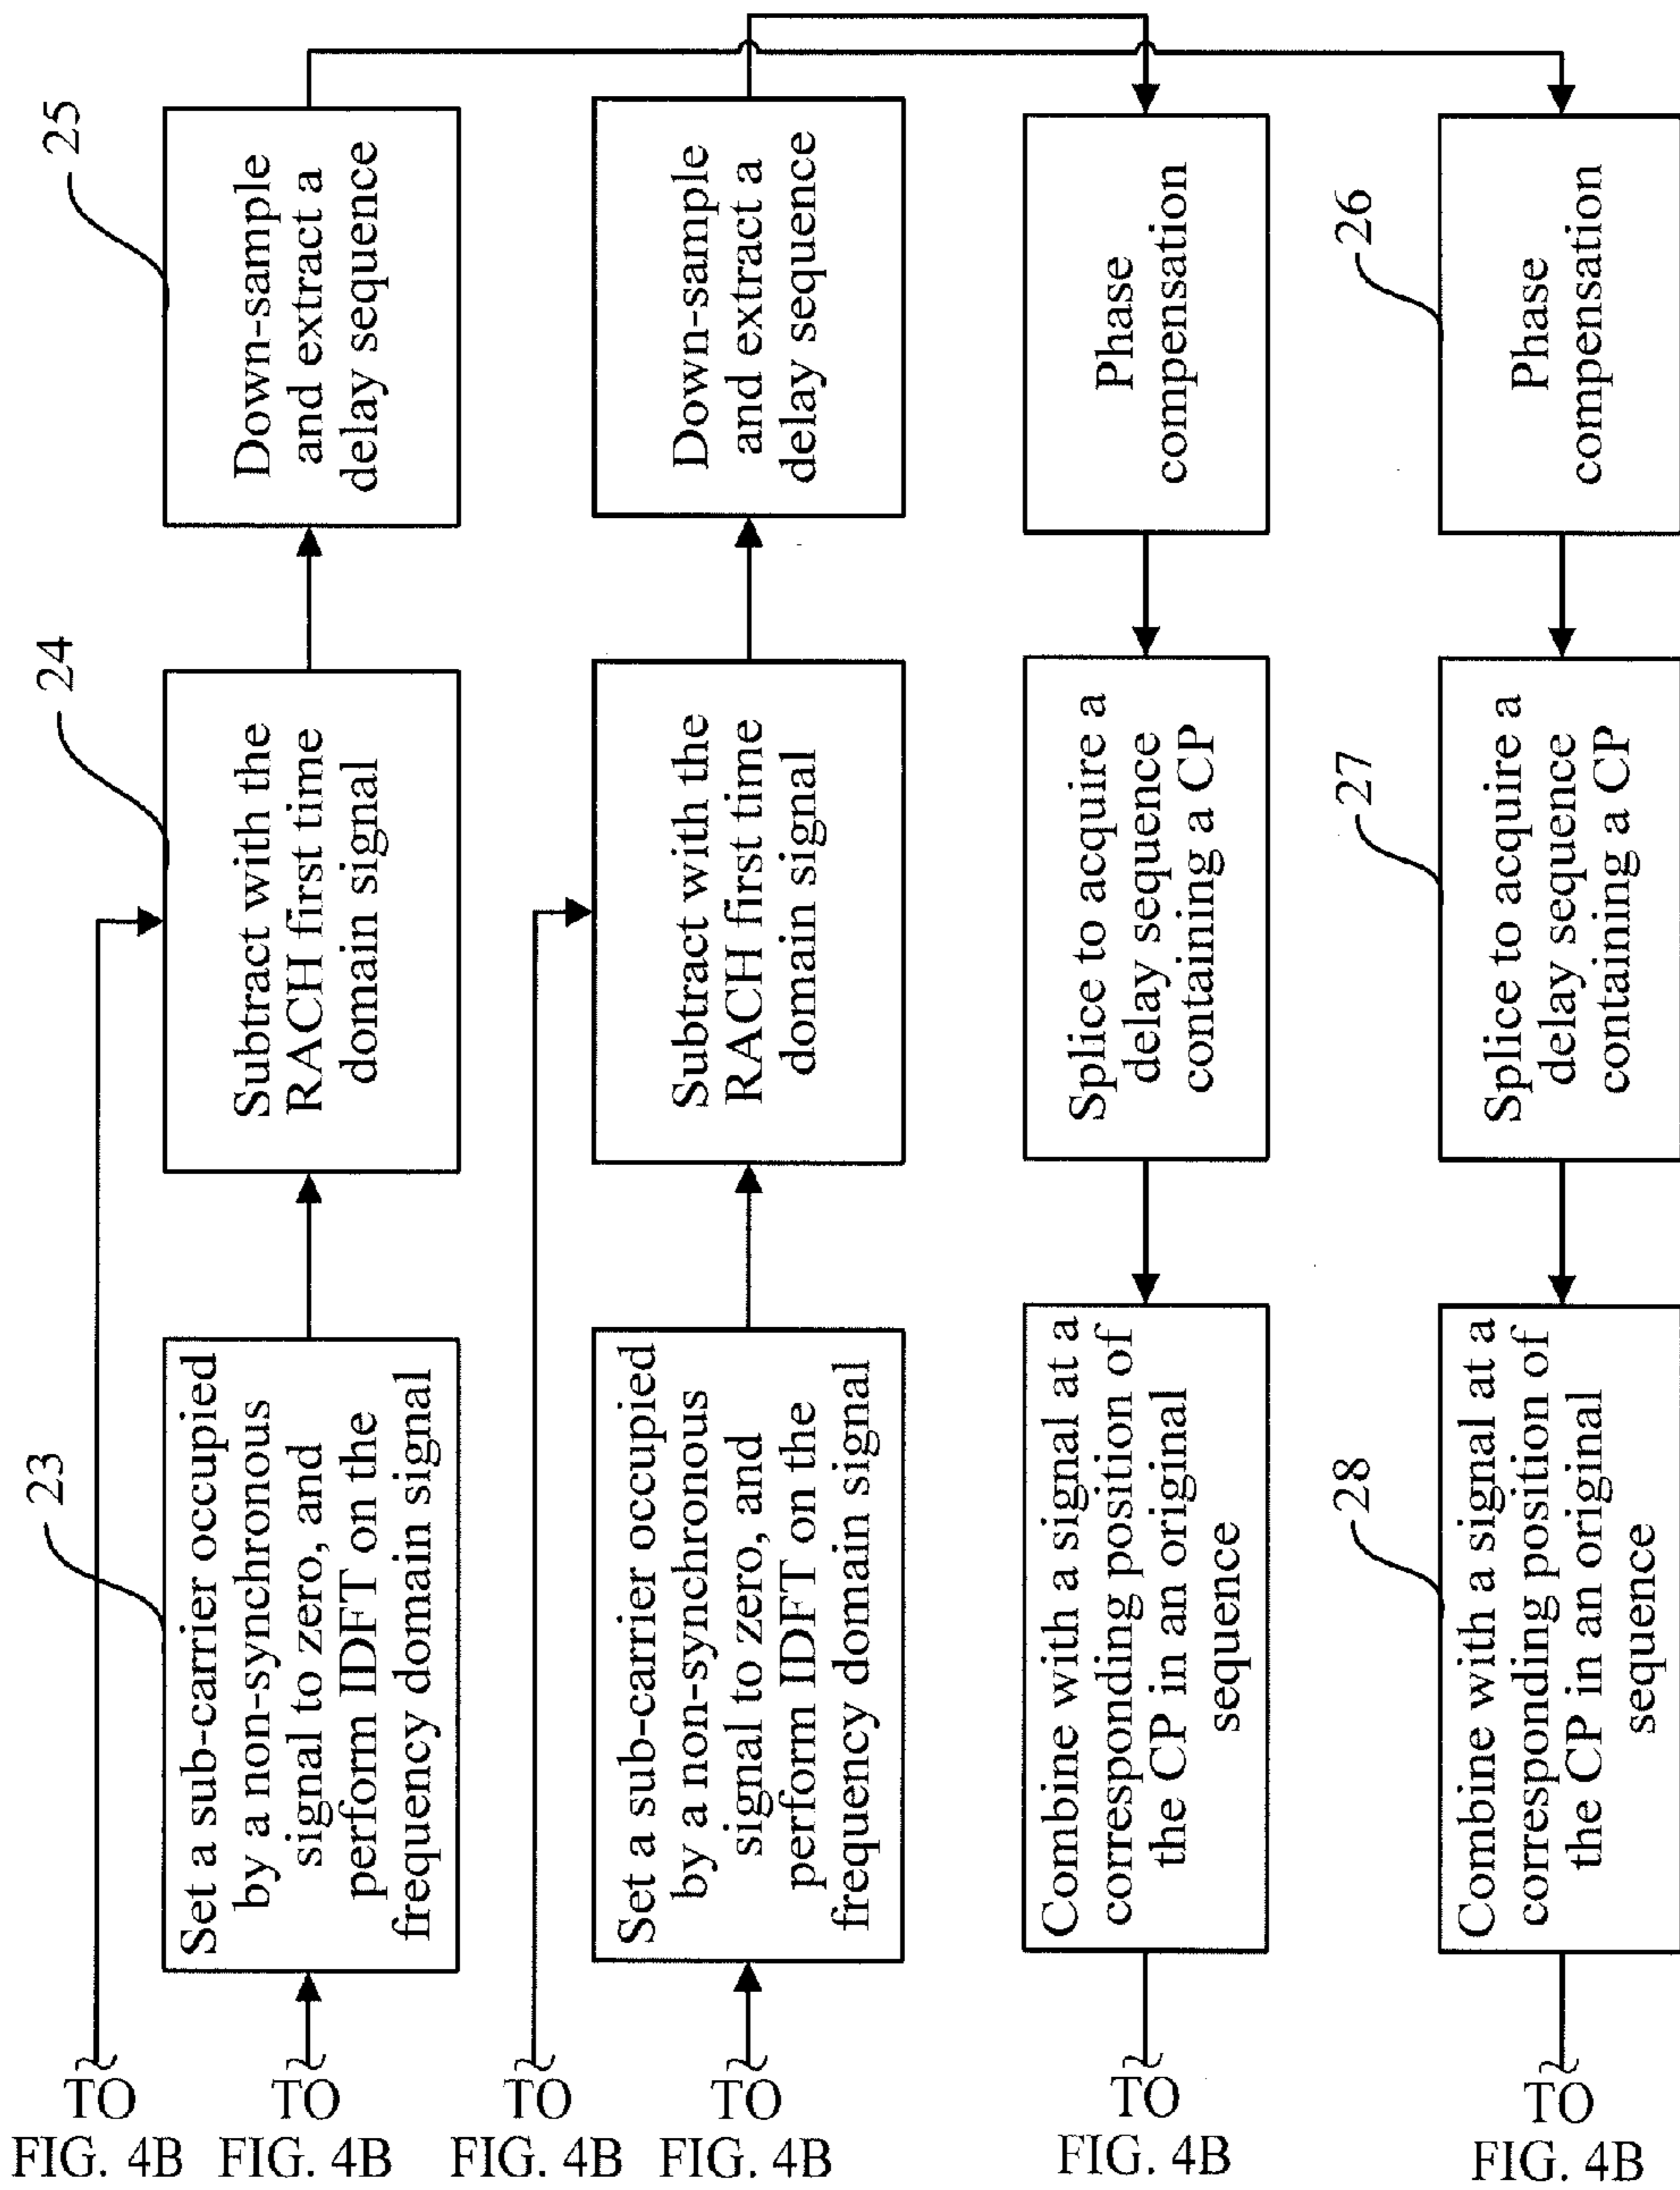 TO
FIG. 4B
23
Set a sub-carrier occupied
by a non-synchronous
signal to zero, and
perform IDFT on the
frequency domain signal
24
Subtract with the
RACH first time
domain signal
25
Down-sample
and extract a
delay sequence
TO
FIG. 4B
TO
FIG. 4B
Set a sub-carrier occupied
by a non-synchronous
signal to zero, and
perform IDFT on the
frequency domain signal
Subtract with the
RACH first time
domain signal
Down-sample
and extract a
delay sequence
TO
FIG. 4B
Combine with a signal at a
corresponding position of
the CP in an original
sequence
Splice to acquire a
delay sequence
containing a CP
Phase
compensation
TO
FIG. 4B
28
Combine with a signal at a
corresponding position of
the CP in an original
sequence
27
Splice to acquire a
delay sequence
containing a CP
26
Phase
compensation
TO
FIG. 4B